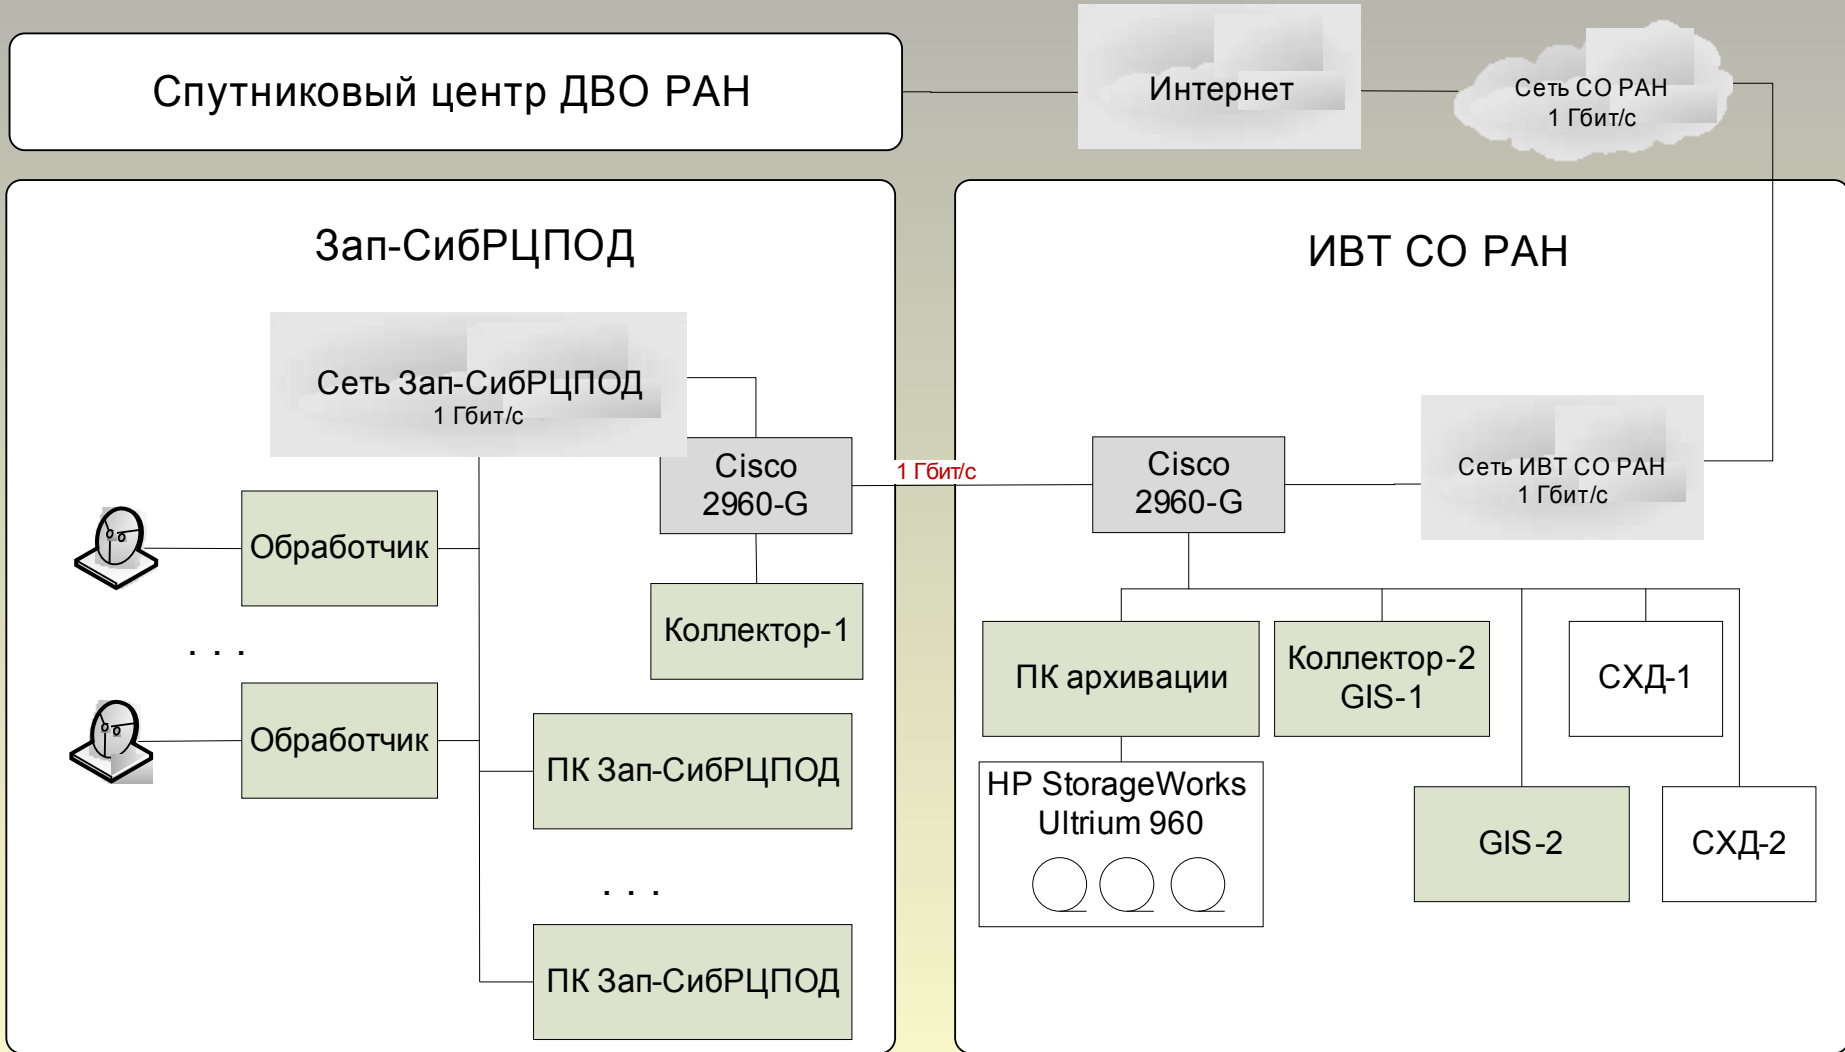 Спутниковый центр ДВО РАН
Интернет
Сеть СО РАН
1 Гбит/с
Зап-СибРЦПОД
Сеть Зап-СибРЦПОД
1 Гбит/с
Cisco
2960-G
1 Гбит/с
Обработчик
Коллектор-1
. . .
Обработчик
ПК Зап-СибРЦПОД
. . .
ПК Зап-СибРЦПОД
ИВТ СО РАН
Cisco
2960-G
Сеть ИВТ СО РАН
1 Гбит/с
ПК архивации
Коллектор-2
GIS-1
СХД-1
HP StorageWorks
Ultrium 960
GIS-2
СХД-2